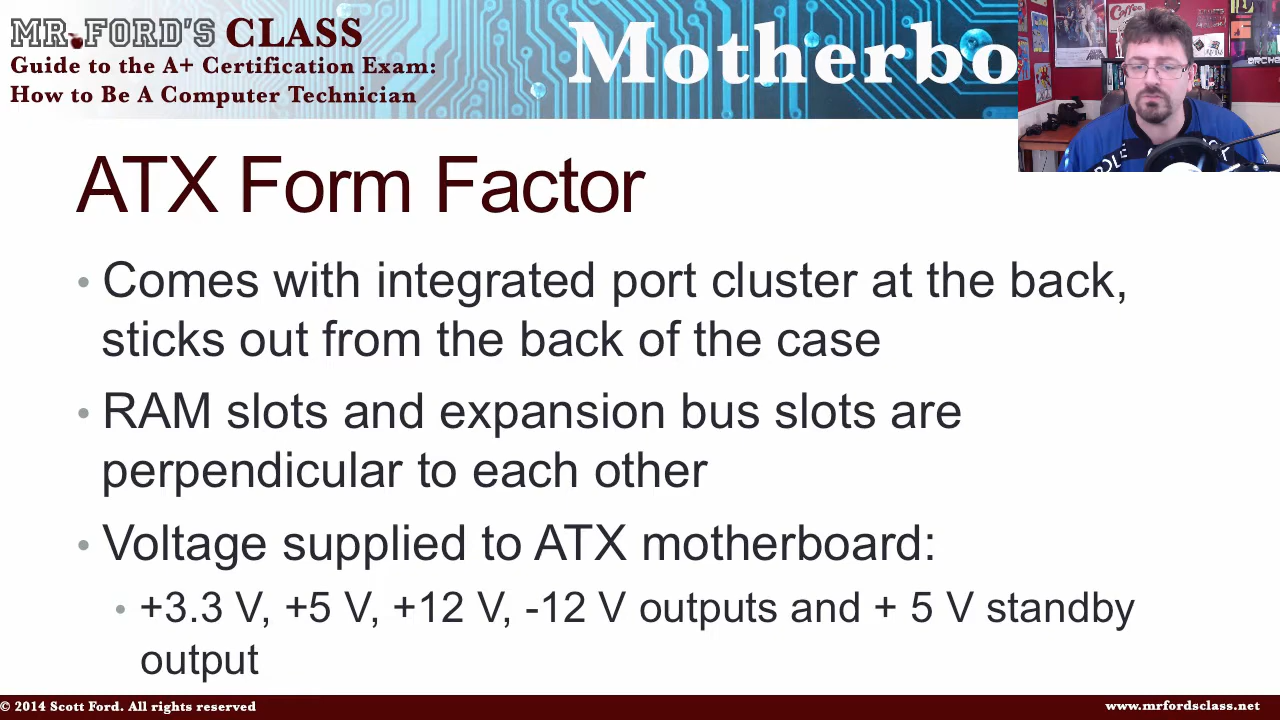 MR.FORD'S CLASS
Guide to the A+ Certification Exam:
How to Be A Computer Technician
Motherbo
Coffee
ATX Form Factor
• Comes with integrated port cluster at the back,
sticks out from the back of the case
• RAM slots and expansion bus slots are
perpendicular to each other
• Voltage supplied to ATX motherboard:
• +3.3 V, +5 V, +12 V, -12 V outputs and + 5 V standby
output
© 2014 Scott Ford. All rights reserved
www.mrfordsclass.net